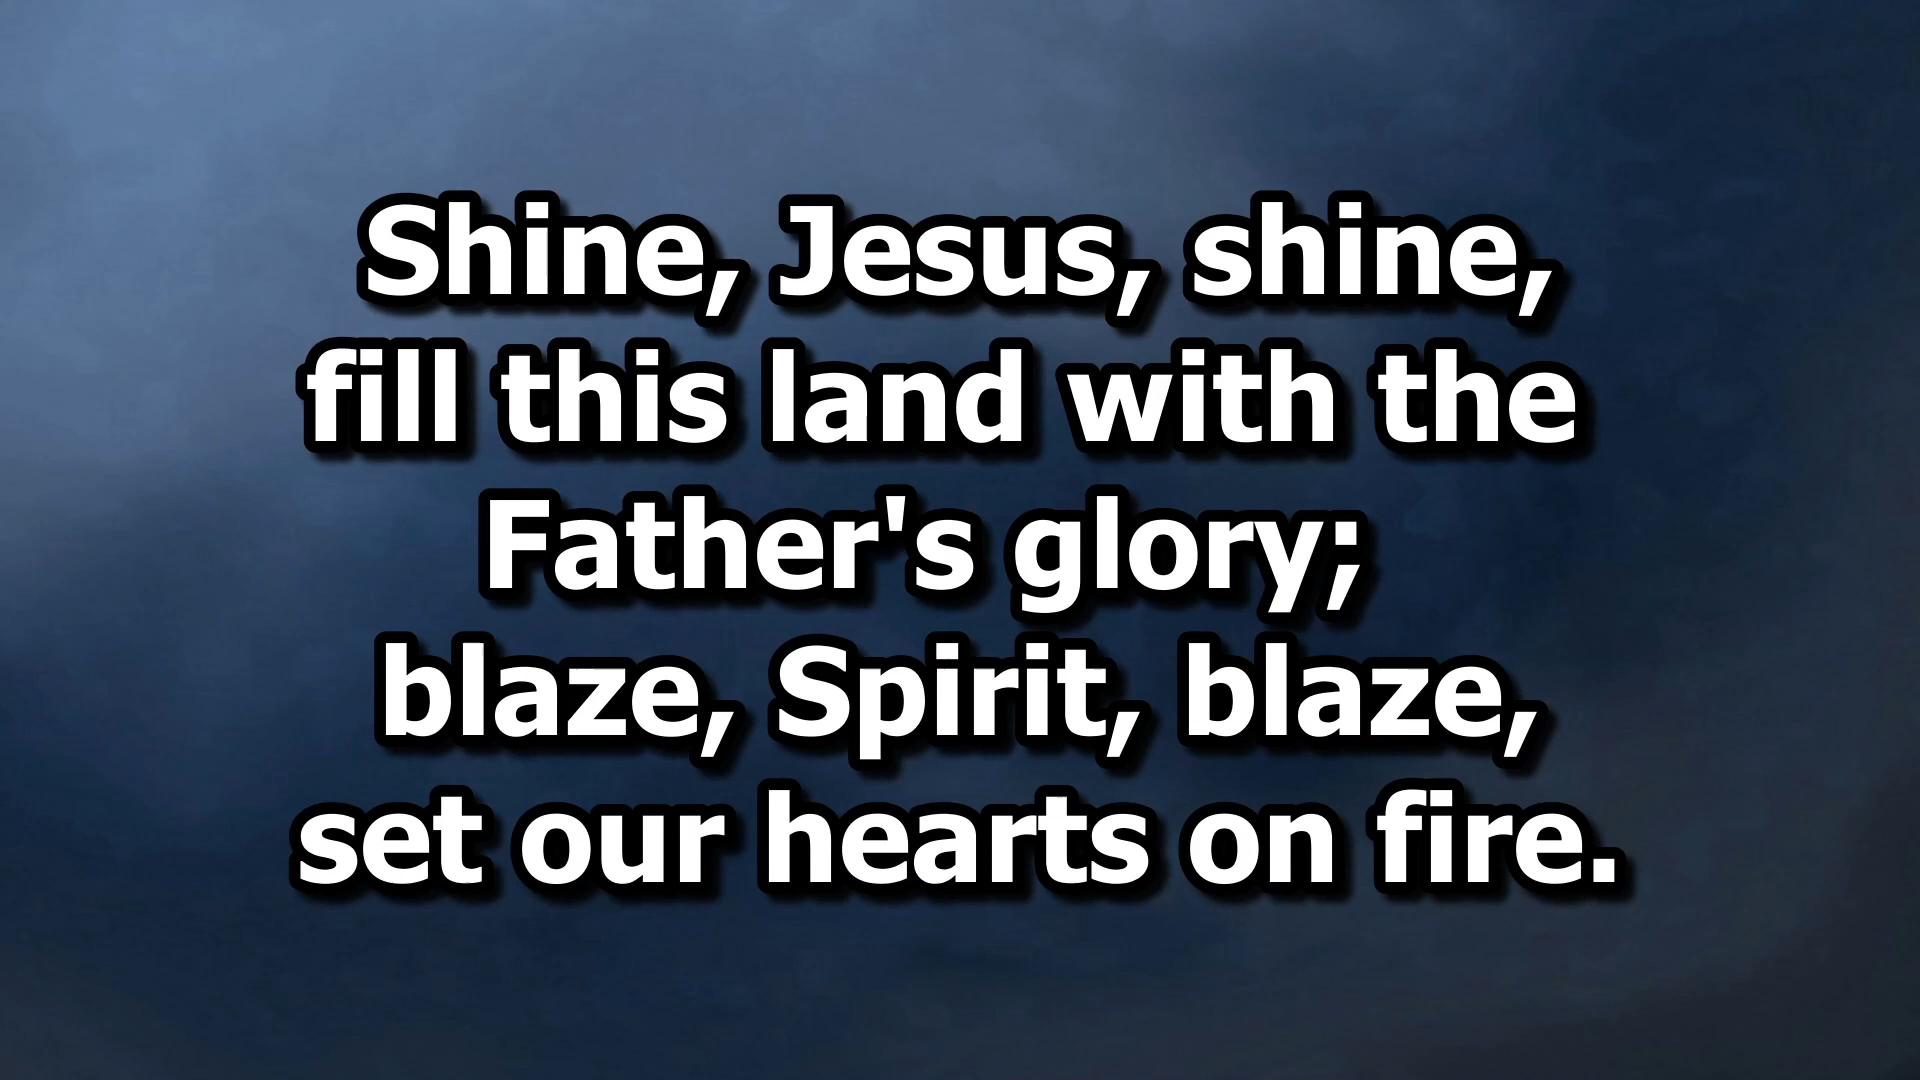 Shine, Jesus, shine,
fill this land with the
Father's glory;
blaze, Spirit, blaze,
set our hearts on fire.